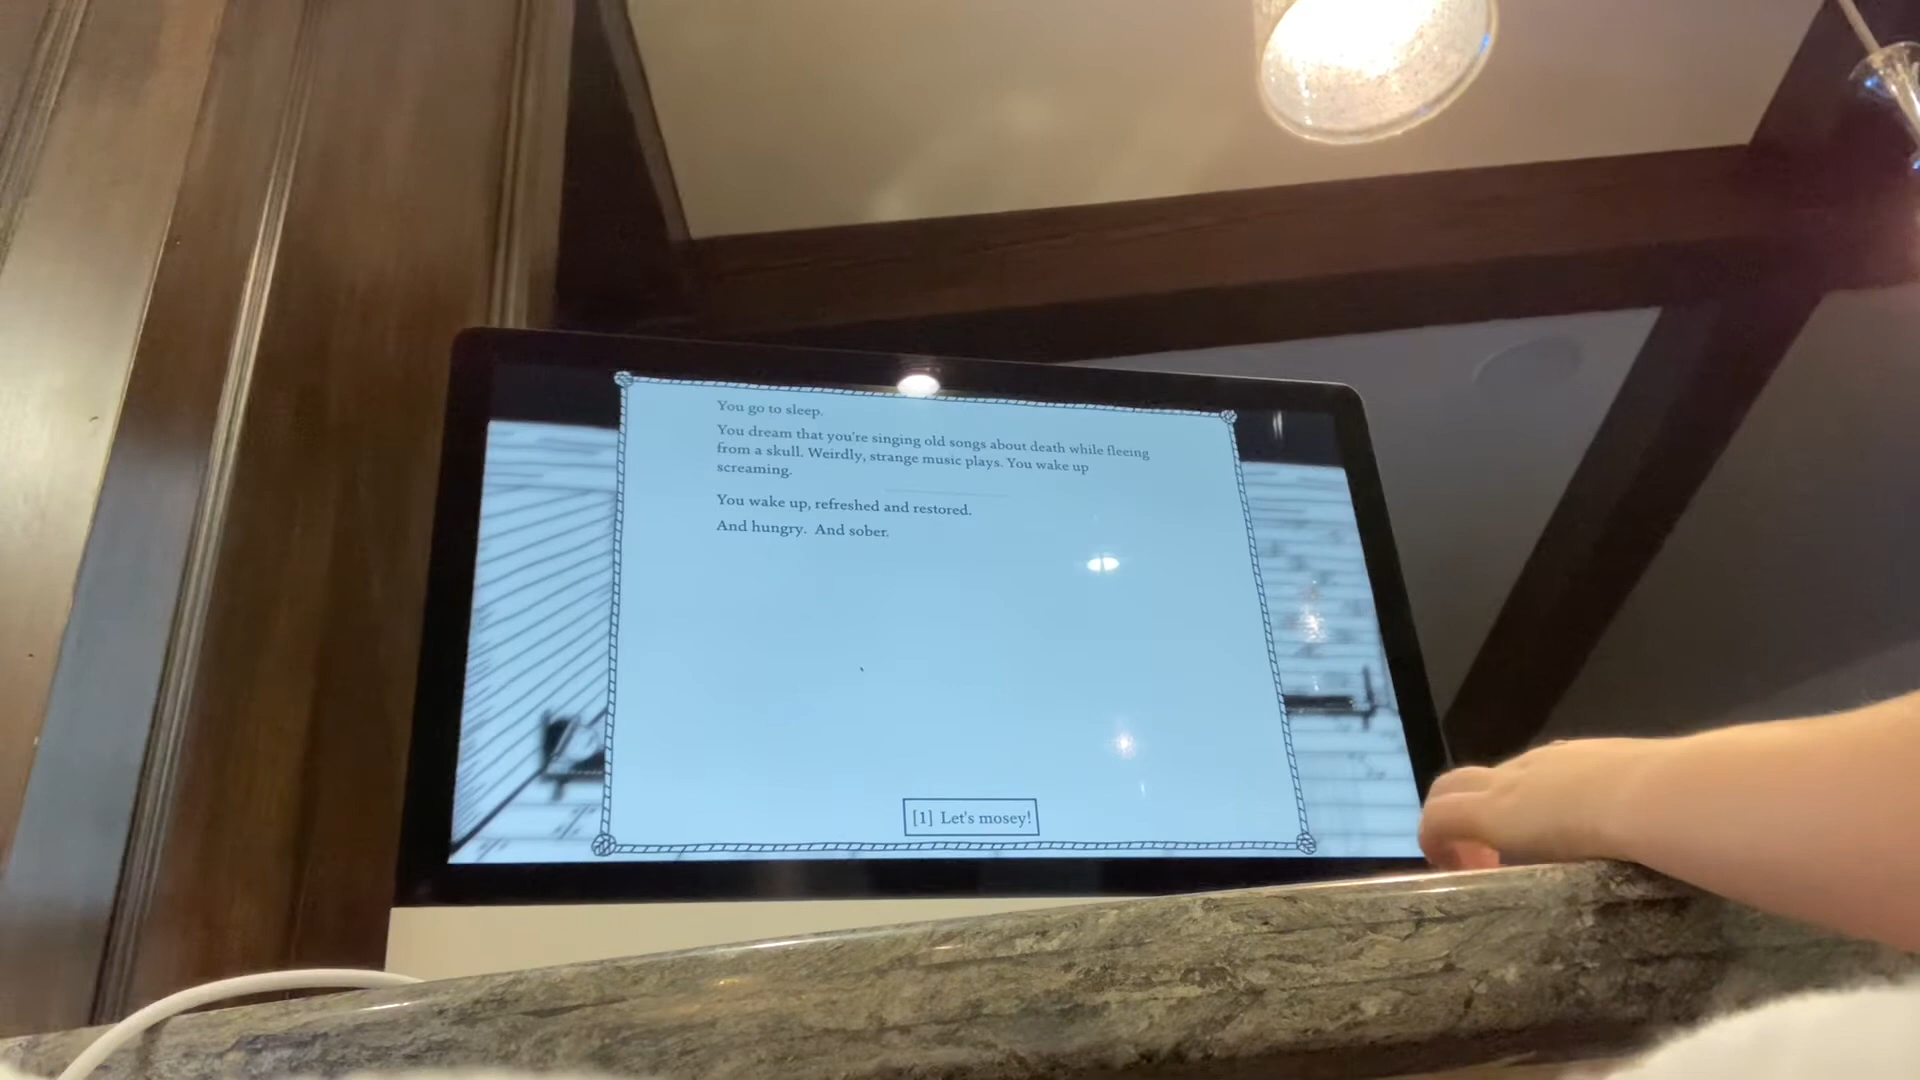 You go to sleep.
You dream that you're singing old songs about death while fleeing
from a skull. Weirdly, strange music plays. You wake up
screaming.
You wake up, refreshed and restored.
And hungry. And sober.
[1] Let's mosey!